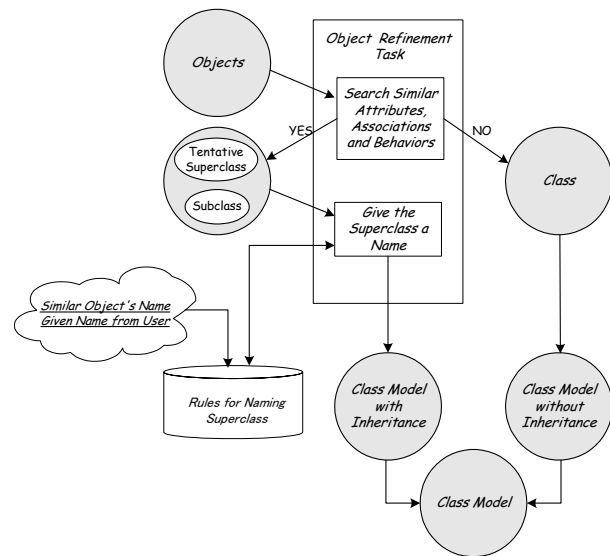 Object Refinement
Task
Objects
Search Similar
Attributes,
Associations
and Behaviors
YES
NO
Tentative
Superclass
Subclass
Class
Give the
Superclass a
Name
Similar Object's Name
Given Name from User
Rules for Naming
Superclass
Class Model
with
Inheritance
Class Model
without
Inheritance
Class Model